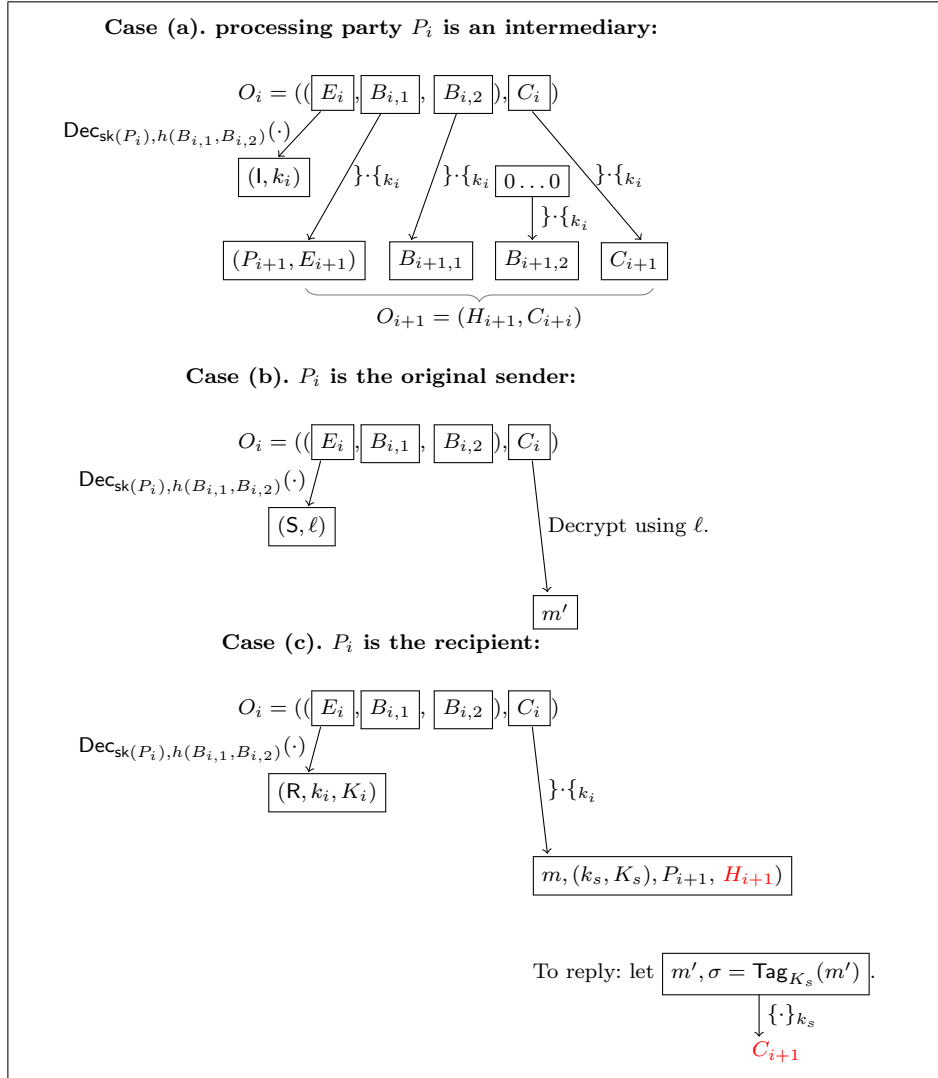 Case (a). processing party P_i is an intermediary:
O_i = ((E_i, B_{i,1}, B_{i,2}), C_i)
Dec_{sk(P_i),h(B_{i,1},B_{i,2})}(·)
(I, k_i)
}·{_{k_i}
}·{_{k_i}
0 . . . 0
}·{_{k_i}
}·{_{k_i}
(P_{i+1}, E_{i+1})
B_{i+1,1}
B_{i+1,2}
C_{i+1}
O_{i+1} = (H_{i+1}, C_{i+i})
Case (b). P_i is the original sender:
O_i = ((E_i, B_{i,1}, B_{i,2}), C_i)
Dec_{sk(P_i),h(B_{i,1},B_{i,2})}(·)
(S, ℓ)
Decrypt using ℓ.
m′
Case (c). P_i is the recipient:
O_i = ((E_i, B_{i,1}, B_{i,2}), C_i)
Dec_{sk(P_i),h(B_{i,1},B_{i,2})}(·)
(R, k_i, K_i)
}·{_{k_i}
m, (k_s, K_s), P_{i+1}, H_{i+1})
To reply: let m′, σ = Tag_{K_s}(m′).
{·}_{k_s}
C_{i+1}